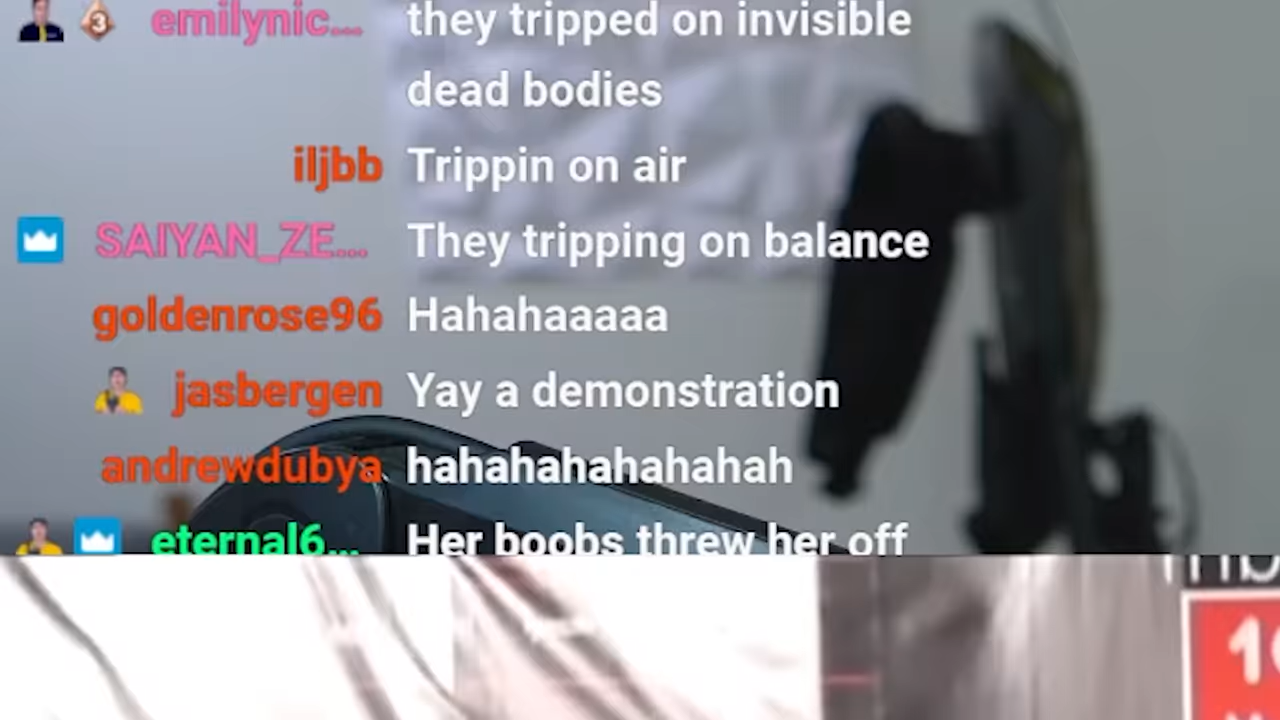 3 emilynic... they tripped on invisible
dead bodies
iljbb Trippin on air
SAIYAN_ZE... They tripping on balance
goldenrose96 Hahahaaaaa
jasbergen Yay a demonstration
andrewdubya hahahahahahahah
eternal6... Her boobs threw her off